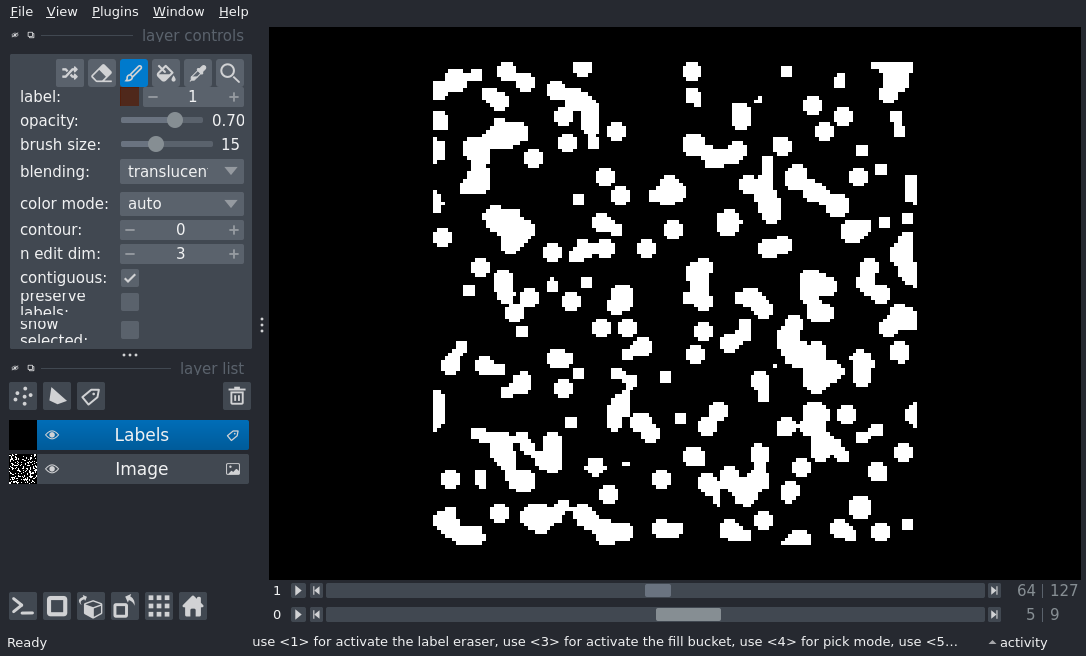 File View Plugins Window Help
layer controls
label: 1
opacity: 0.70
brush size: 15
blending: translucen
color mode: auto
contour: 0
n edit dim: 3
contiguous:
preserve
labels:
show
selected:
layer list
Labels
Image
1 64 | 127
0 5 | 9
Ready use <1> for activate the label eraser, use <3> for activate the fill bucket, use <4> for pick mode, use <5... activity